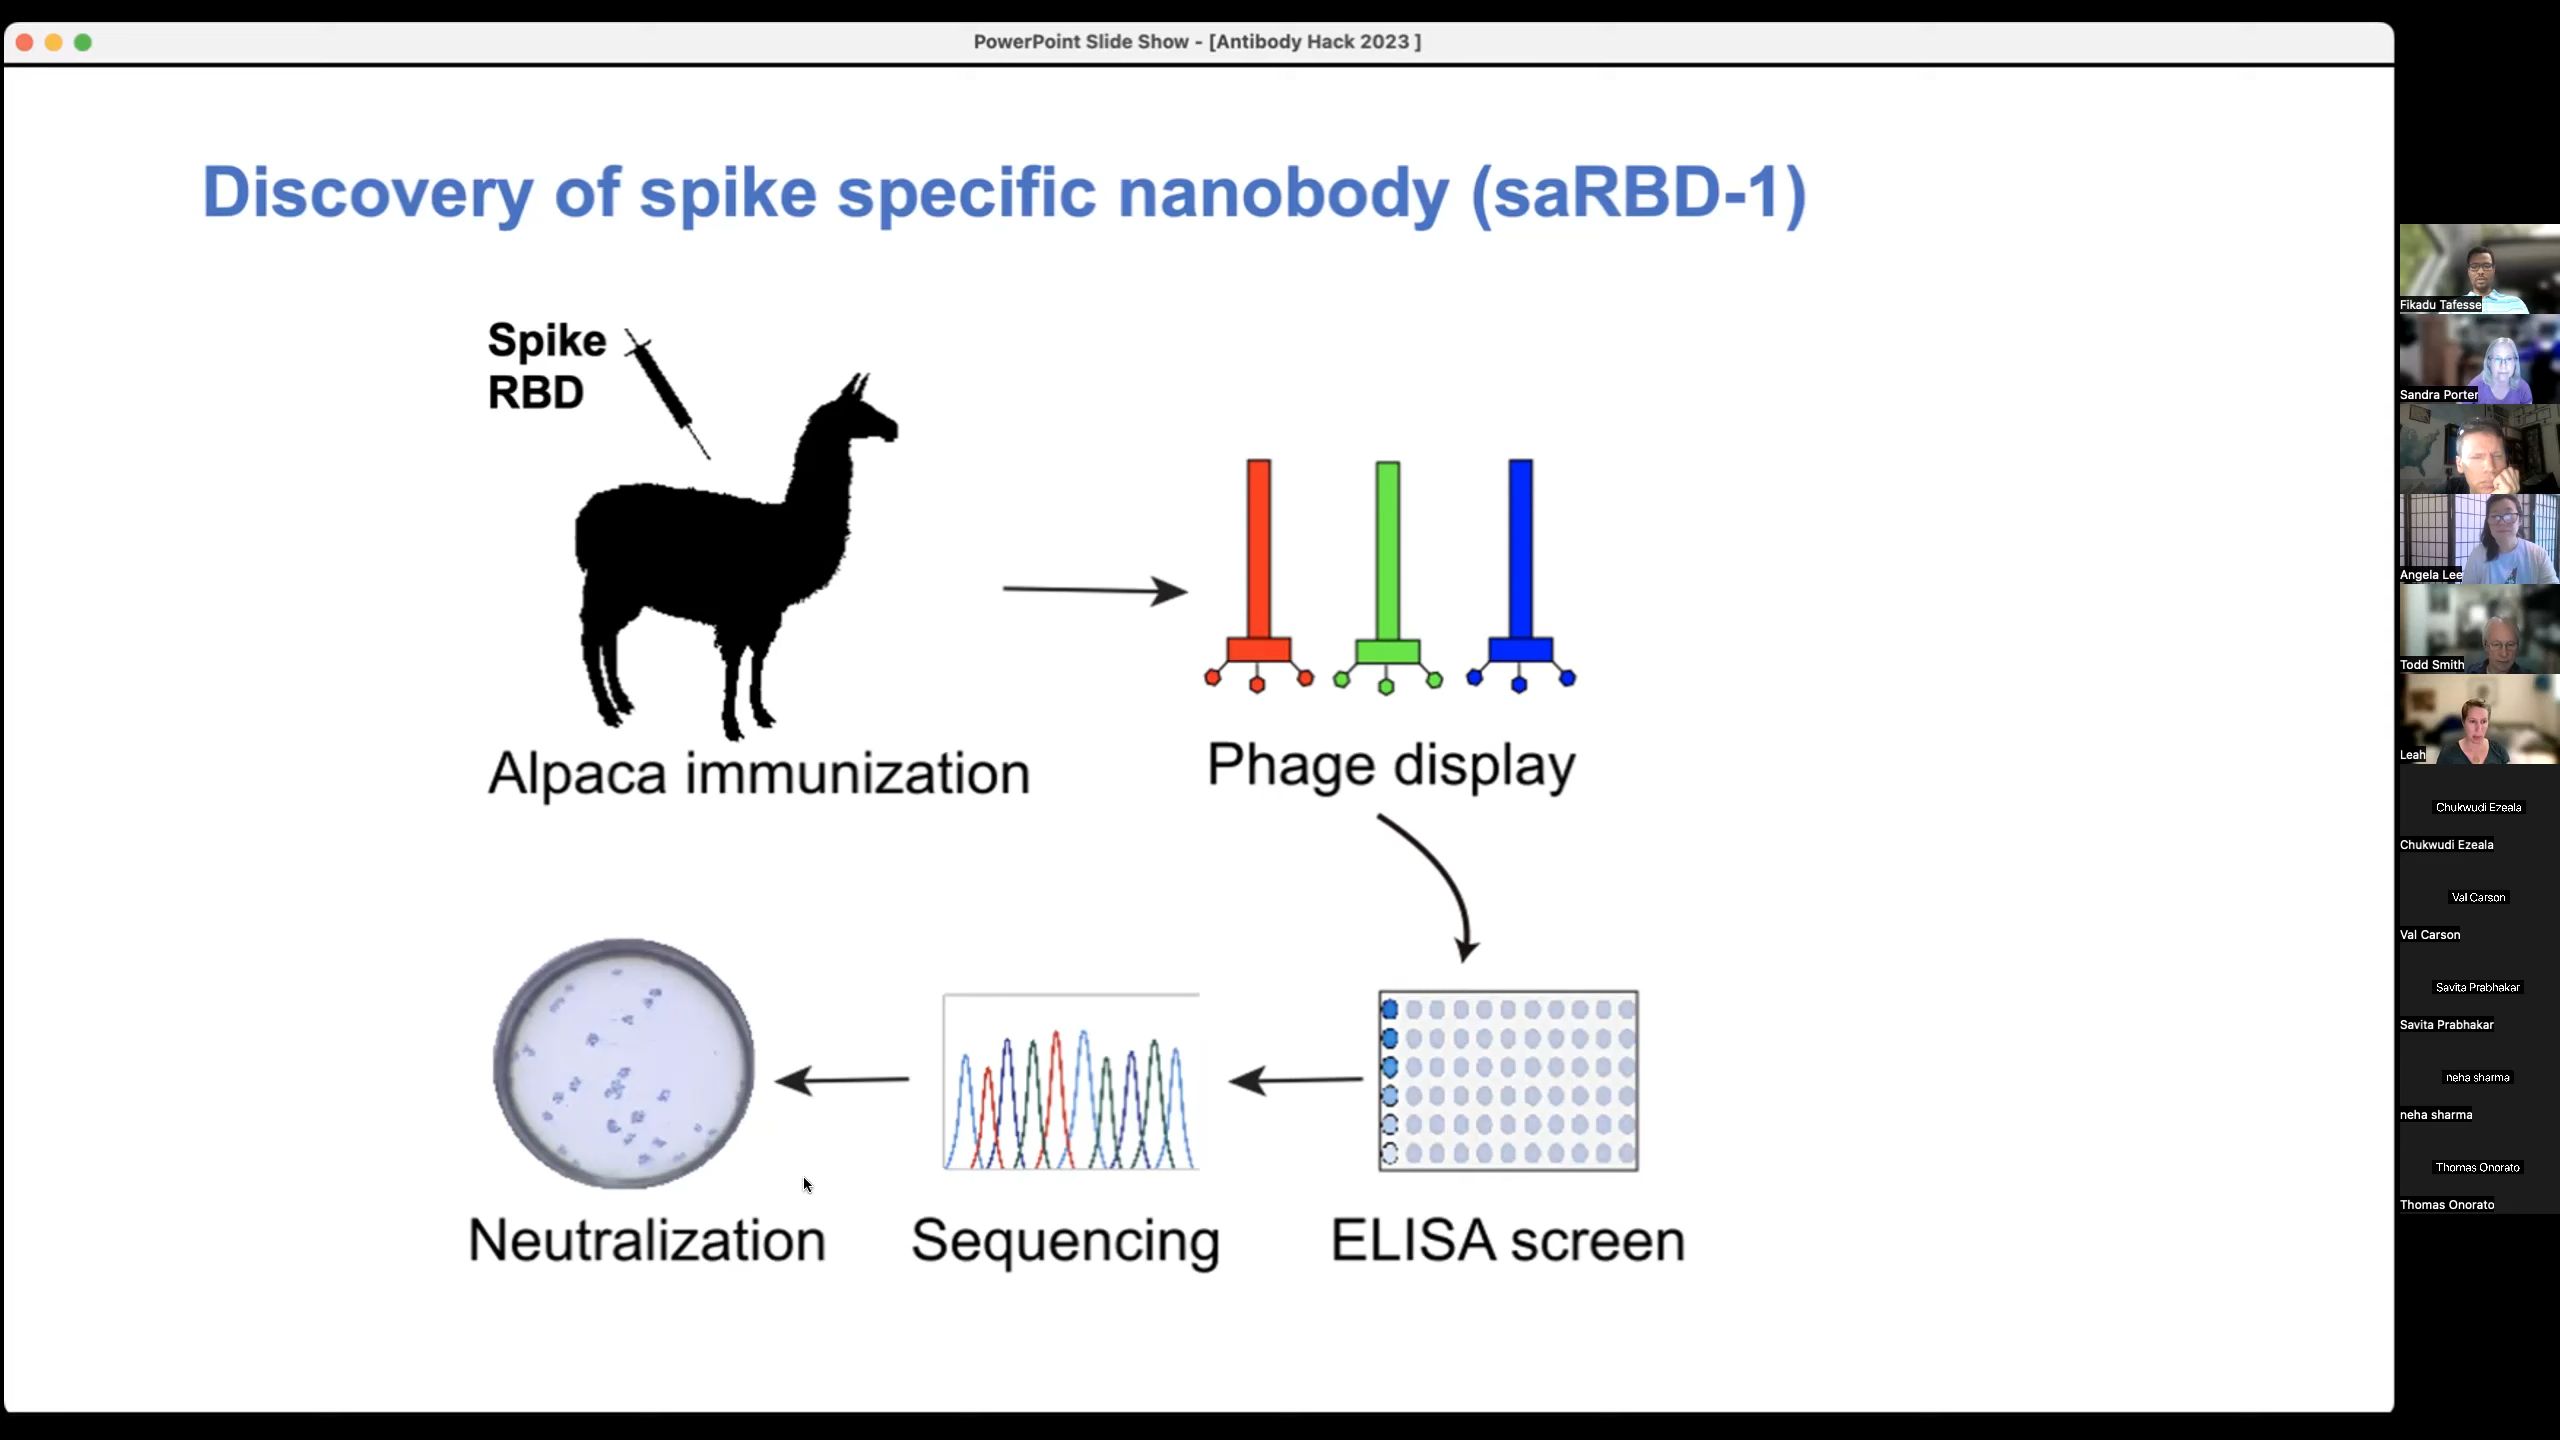 PowerPoint Slide Show - [Antibody Hack 2023 ]
Discovery of spike specific nanobody (saRBD-1)
Spike
RBD
Alpaca immunization
Phage display
Neutralization
Sequencing
ELISA screen
Fikadu Tafesse
Sandra Porter
Angela Lee
Todd Smith
Leah
Chukwudi Ezeala
Chukwudi Ezeala
Val Carson
Val Carson
Savita Prabhakar
Savita Prabhakar
neha sharma
neha sharma
Thomas Onorato
Thomas Onorato